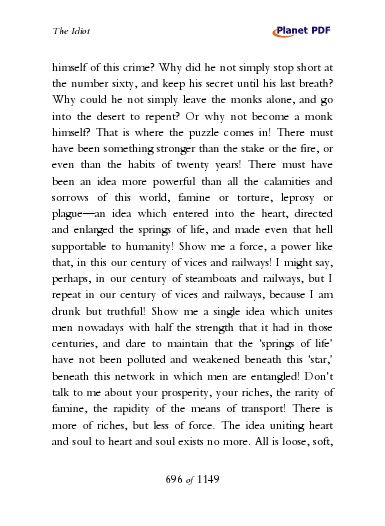 The Idiot
Planet PDF
himself of this crime? Why did he not simply stop short at
the number sixty, and keep his secret until his last breath?
Why could he not simply leave the monks alone, and go
into the desert to repent? Or why not become a monk
himself? That is where the puzzle comes in! There must
have been something stronger than the stake or the fire, or
even than the habits of twenty years! There must have
been an idea more powerful than all the calamities and
sorrows of this world, famine or torture, leprosy or
plague—an idea which entered into the heart, directed
and enlarged the springs of life, and made even that hell
supportable to humanity! Show me a force, a power like
that, in this our century of vices and railways! I might say,
perhaps, in our century of steamboats and railways, but I
repeat in our century of vices and railways, because I am
drunk but truthful! Show me a single idea which unites
men nowadays with half the strength that it had in those
centuries, and dare to maintain that the 'springs of life'
have not been polluted and weakened beneath this 'star,'
beneath this network in which men are entangled! Don't
talk to me about your prosperity, your riches, the rarity of
famine, the rapidity of the means of transport! There is
more of riches, but less of force. The idea uniting heart
and soul to heart and soul exists no more. All is loose, soft,
696 of 1149